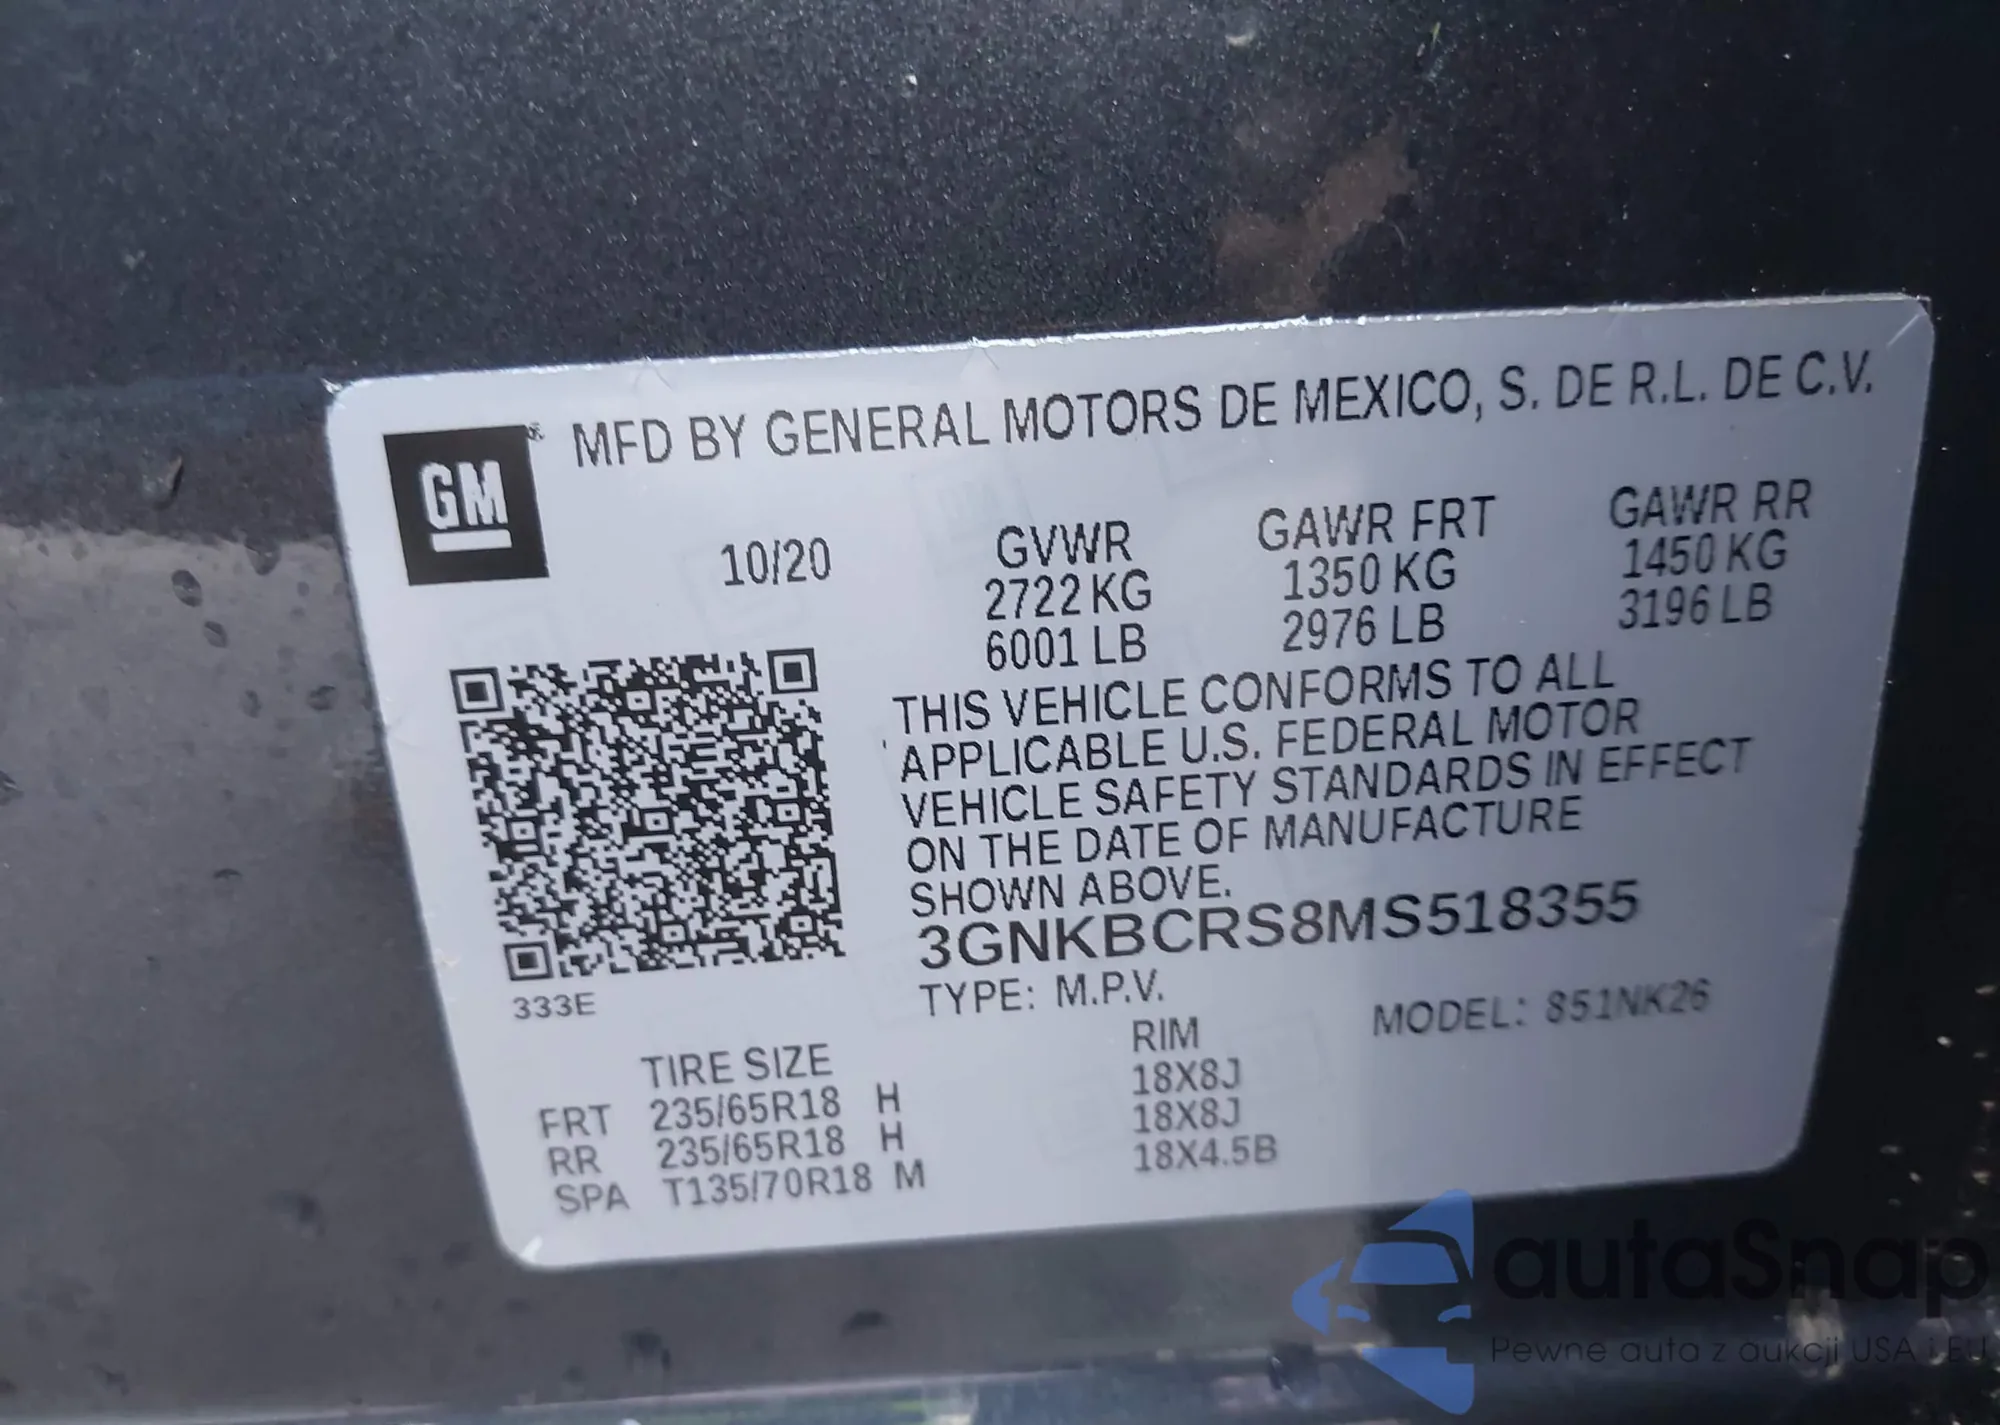 GM® MFD BY GENERAL MOTORS DE MEXICO, S. DE R.L. DE C.V.
10/20
GVWR
2722 KG
6001 LB
GAWR FRT
1350 KG
2976 LB
GAWR RR
1450 KG
3196 LB
THIS VEHICLE CONFORMS TO ALL
APPLICABLE U.S. FEDERAL MOTOR
VEHICLE SAFETY STANDARDS IN EFFECT
ON THE DATE OF MANUFACTURE
SHOWN ABOVE.
3GNKBCRS8MS518355
TYPE: M.P.V.
MODEL: 851NK26
333E
TIRE SIZE RIM
FRT 235/65R18 H 18X8J
RR 235/65R18 H 18X8J
SPA T135/70R18 M 18X4.5B
autaSnap
Pewne auta z aukcji USA i EU